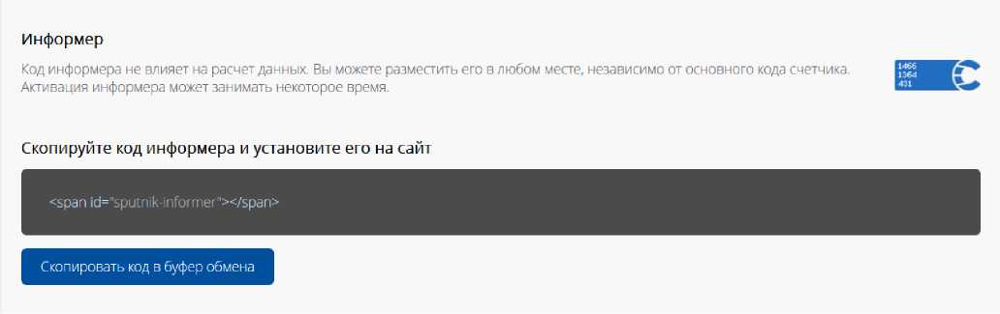 Информер
Код информера не влияет на расчет данных. Вы можете разместить его в любом месте, независимо от основного кода счетчика.
Активация информера может занимать некоторое время.
1466
1364
431
Скопируйте код информера и установите его на сайт
<span id="sputnik-informer"></span>
Скопировать код в буфер обмена